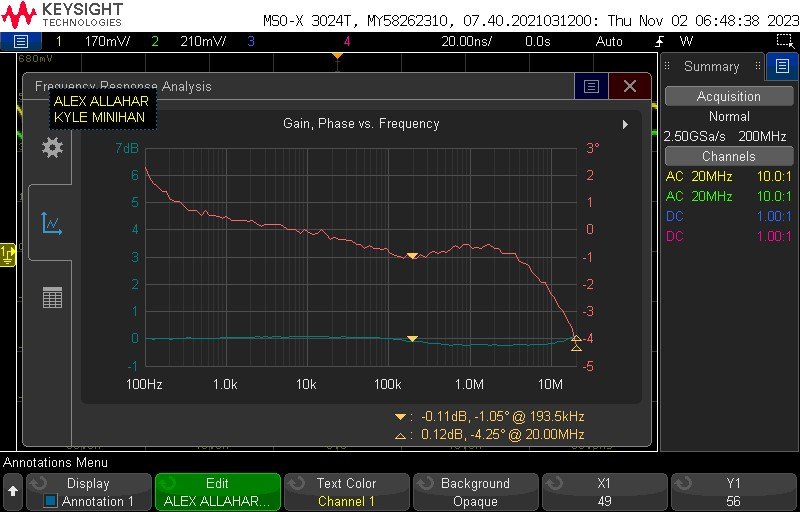 KEYSIGHT
TECHNOLOGIES
MSO-X 3024T, MY58262310, 07.40.2021031200: Thu Nov 02 06:48:38 2023
1 170mV/ 2 210mV/ 3 4 20.00ns/ 0.0s Auto W
680mV
Frequency Response Analysis
ALEX ALLAHAR
KYLE MINIHAN
Gain, Phase vs. Frequency
7dB 3°
6 2
5 1
4 0
3 -1
2 -2
1 -3
0 -4
-1 -5
100Hz 1.0k 10k 100k 1.0M 10M
: -0.11dB, -1.05° @ 193.5kHz
: 0.12dB, -4.25° @ 20.00MHz
Summary
Acquisition
Normal
2.50GSa/s 200MHz
Channels
AC 20MHz 10.0:1
AC 20MHz 10.0:1
DC 1.00:1
DC 1.00:1
Annotations Menu
Display
Annotation 1
Edit
ALEX ALLAHAR...
Text Color
Channel 1
Background
Opaque
X1
49
Y1
56